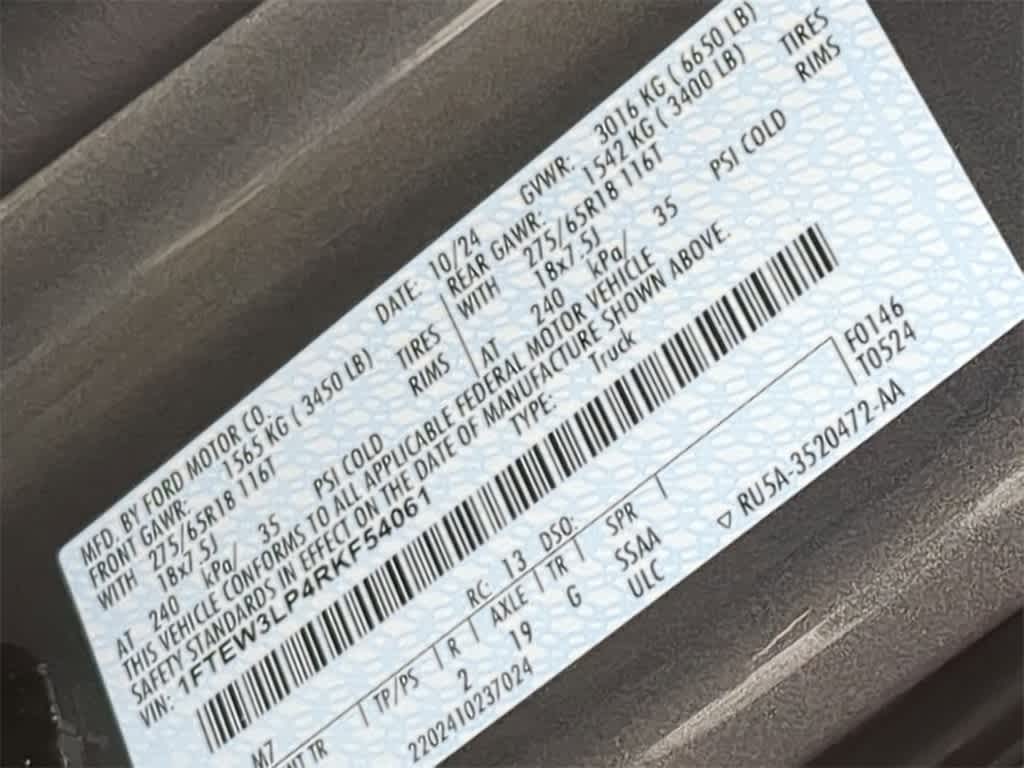 MFD. BY FORD MOTOR CO.
DATE: 10/24 GVWR: 3016 KG ( 6650 LB)
FRONT GAWR: 1565 KG ( 3450 LB) REAR GAWR: 1542 KG ( 3400 LB)
WITH 275/65R18 116T TIRES WITH 275/65R18 116T TIRES
18x7.5J RIMS 18x7.5J RIMS
AT 240 kPa/ 35 PSI COLD AT 240 kPa/ 35 PSI COLD
THIS VEHICLE CONFORMS TO ALL APPLICABLE FEDERAL MOTOR VEHICLE
SAFETY STANDARDS IN EFFECT ON THE DATE OF MANUFACTURE SHOWN ABOVE.
VIN: 1FTEW3LP4RKF54061 TYPE: Truck
F0146
T0524
M7 RC: 13 DSO:
TR TP/PS R AXLE TR SPR
2 19 G SSAA
ULC
220241023​7024 ▽ RU5A-3520472-AA